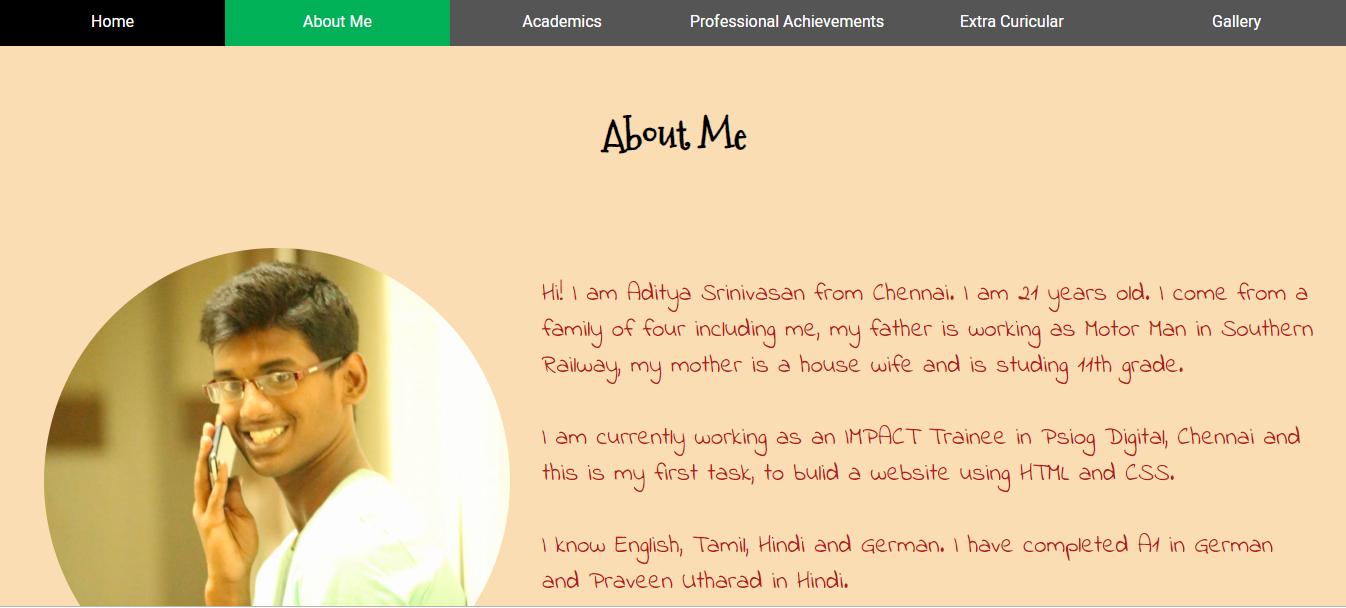 Home About Me Academics Professional Achievements Extra Curicular Gallery
About Me
Hi! I am Aditya Srinivasan from Chennai. I am 21 years old. I come from a
family of four including me, my father is working as Motor Man in Southern
Railway, my mother is a house wife and is studing 11th grade.
I am currently working as an IMPACT Trainee in Psiog Digital, Chennai and
this is my first task, to bulid a website using HTML and CSS.
I know English, Tamil, Hindi and German. I have completed A1 in German
and Praveen Utharad in Hindi.